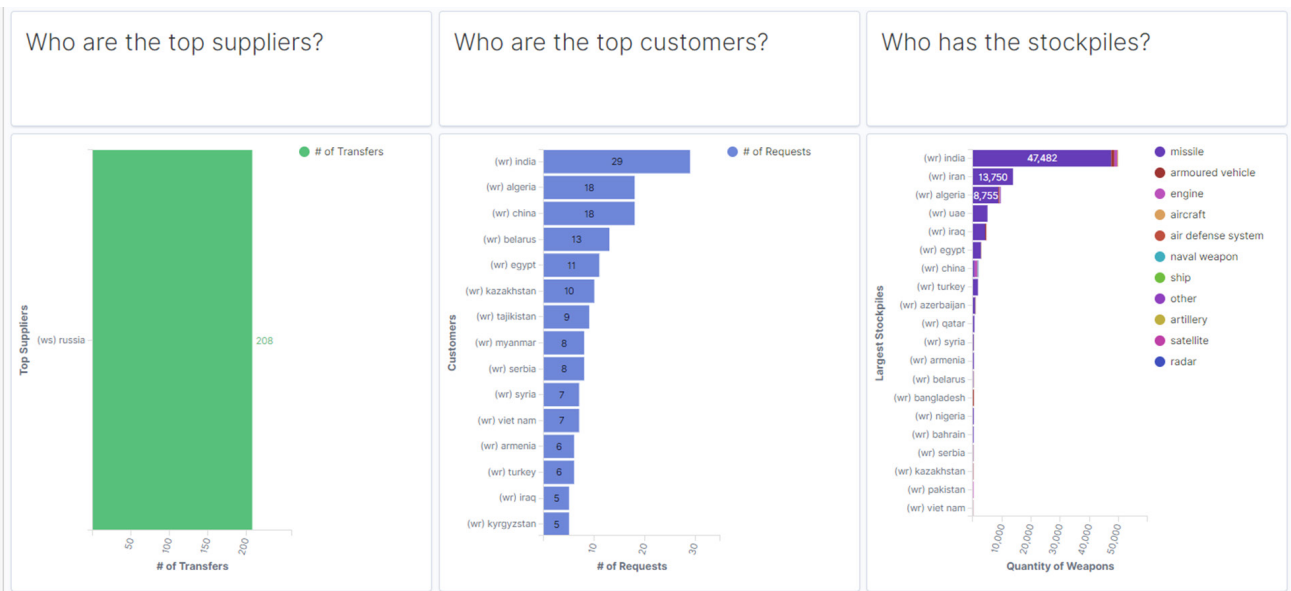 Who are the top suppliers?
Who are the top customers?
Who has the stockpiles?
# of Transfers
Top Suppliers
(ws) russia
208
50
100
150
200
# of Transfers
# of Requests
Customers
(wr) india 29
(wr) algeria 18
(wr) china 18
(wr) belarus 13
(wr) egypt 11
(wr) kazakhstan 10
(wr) tajikistan 9
(wr) myanmar 8
(wr) serbia 8
(wr) syria 7
(wr) viet nam 7
(wr) armenia 6
(wr) turkey 6
(wr) iraq 5
(wr) kyrgyzstan 5
10
20
30
# of Requests
Largest Stockpiles
(wr) india 47,482
(wr) iran 13,750
(wr) algeria 8,755
(wr) uae
(wr) iraq
(wr) egypt
(wr) china
(wr) turkey
(wr) azerbaijan
(wr) qatar
(wr) syria
(wr) armenia
(wr) belarus
(wr) bangladesh
(wr) nigeria
(wr) bahrain
(wr) serbia
(wr) kazakhstan
(wr) pakistan
(wr) viet nam
10,000
20,000
30,000
40,000
50,000
Quantity of Weapons
missile
armoured vehicle
engine
aircraft
air defense system
naval weapon
ship
other
artillery
satellite
radar